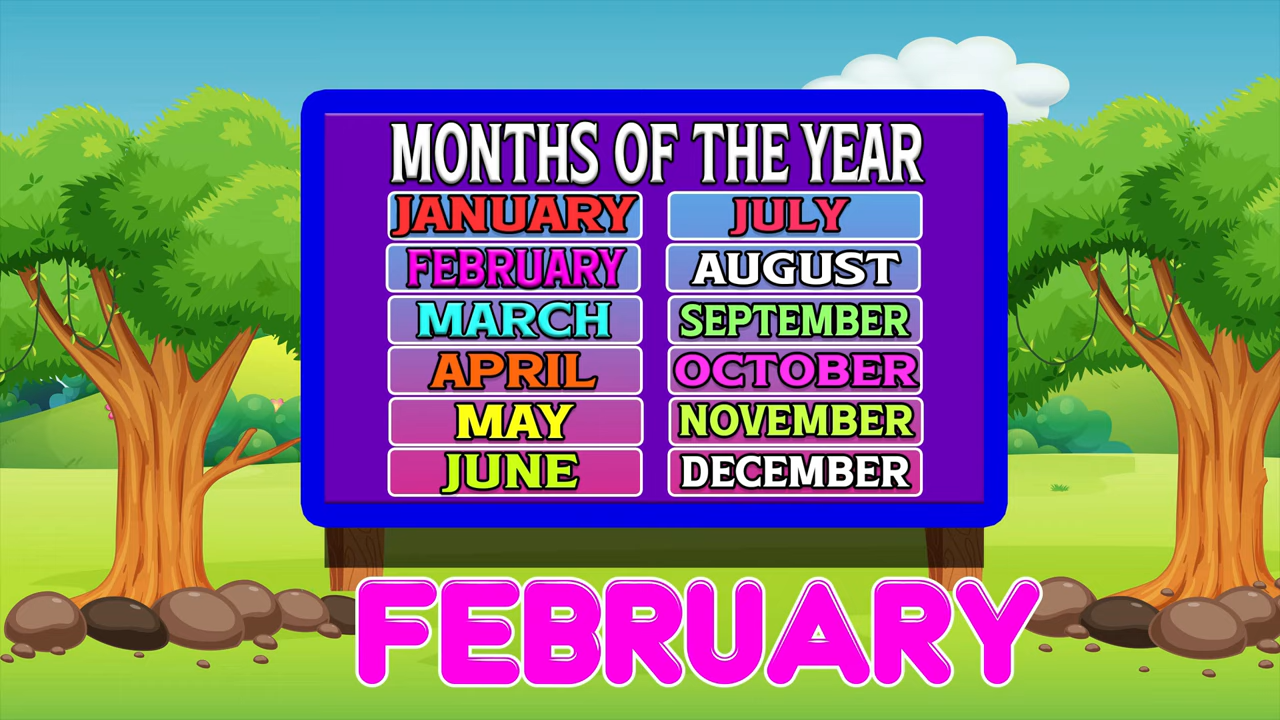 MONTHS OF THE YEAR
JANUARY
FEBRUARY
MARCH
APRIL
MAY
JUNE
JULY
AUGUST
SEPTEMBER
OCTOBER
NOVEMBER
DECEMBER
FEBRUARY